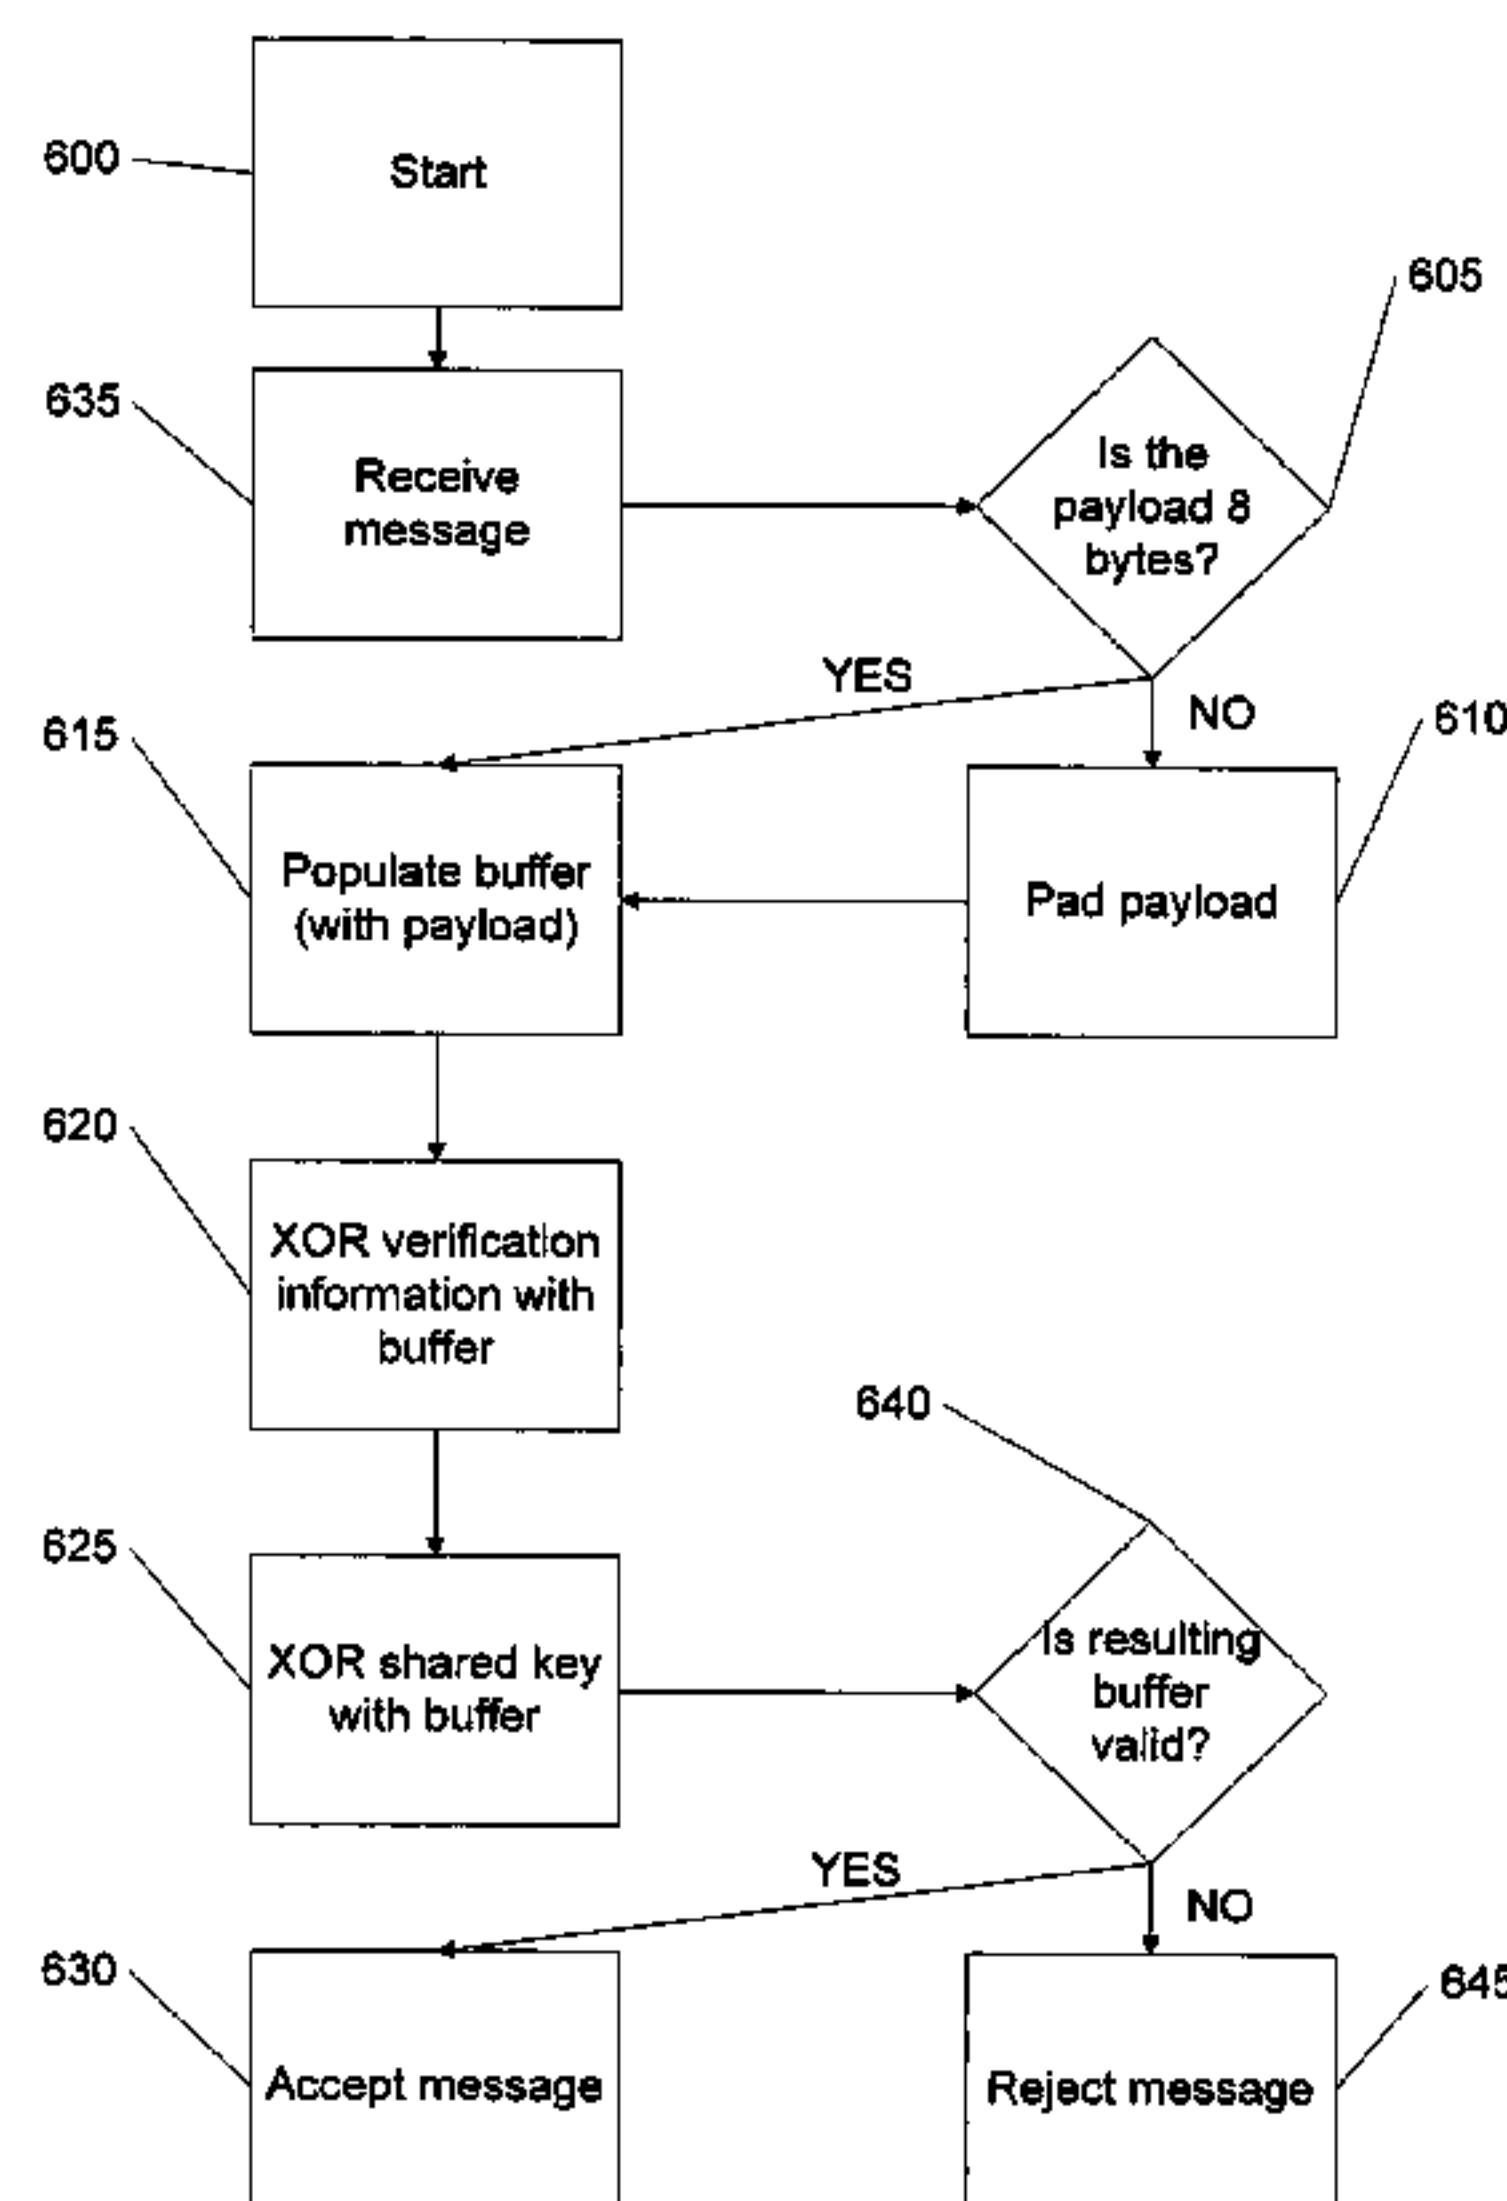 600
Start
605
635
Receive
message
Is the
payload 8
bytes?
YES
NO
615
610
Populate buffer
(with payload)
Pad payload
620
XOR verification
information with
buffer
640
625
XOR shared key
with buffer
Is resulting
buffer
valid?
YES
NO
630
645
Accept message
Reject message